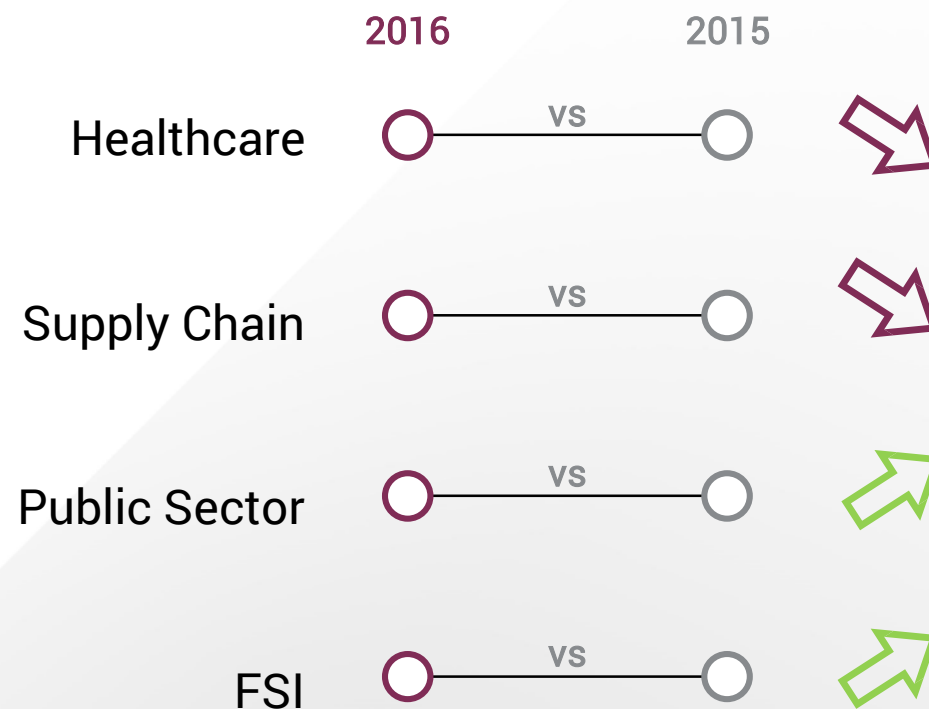 2016 2015
Healthcare vs
Supply Chain vs
Public Sector vs
FSI vs